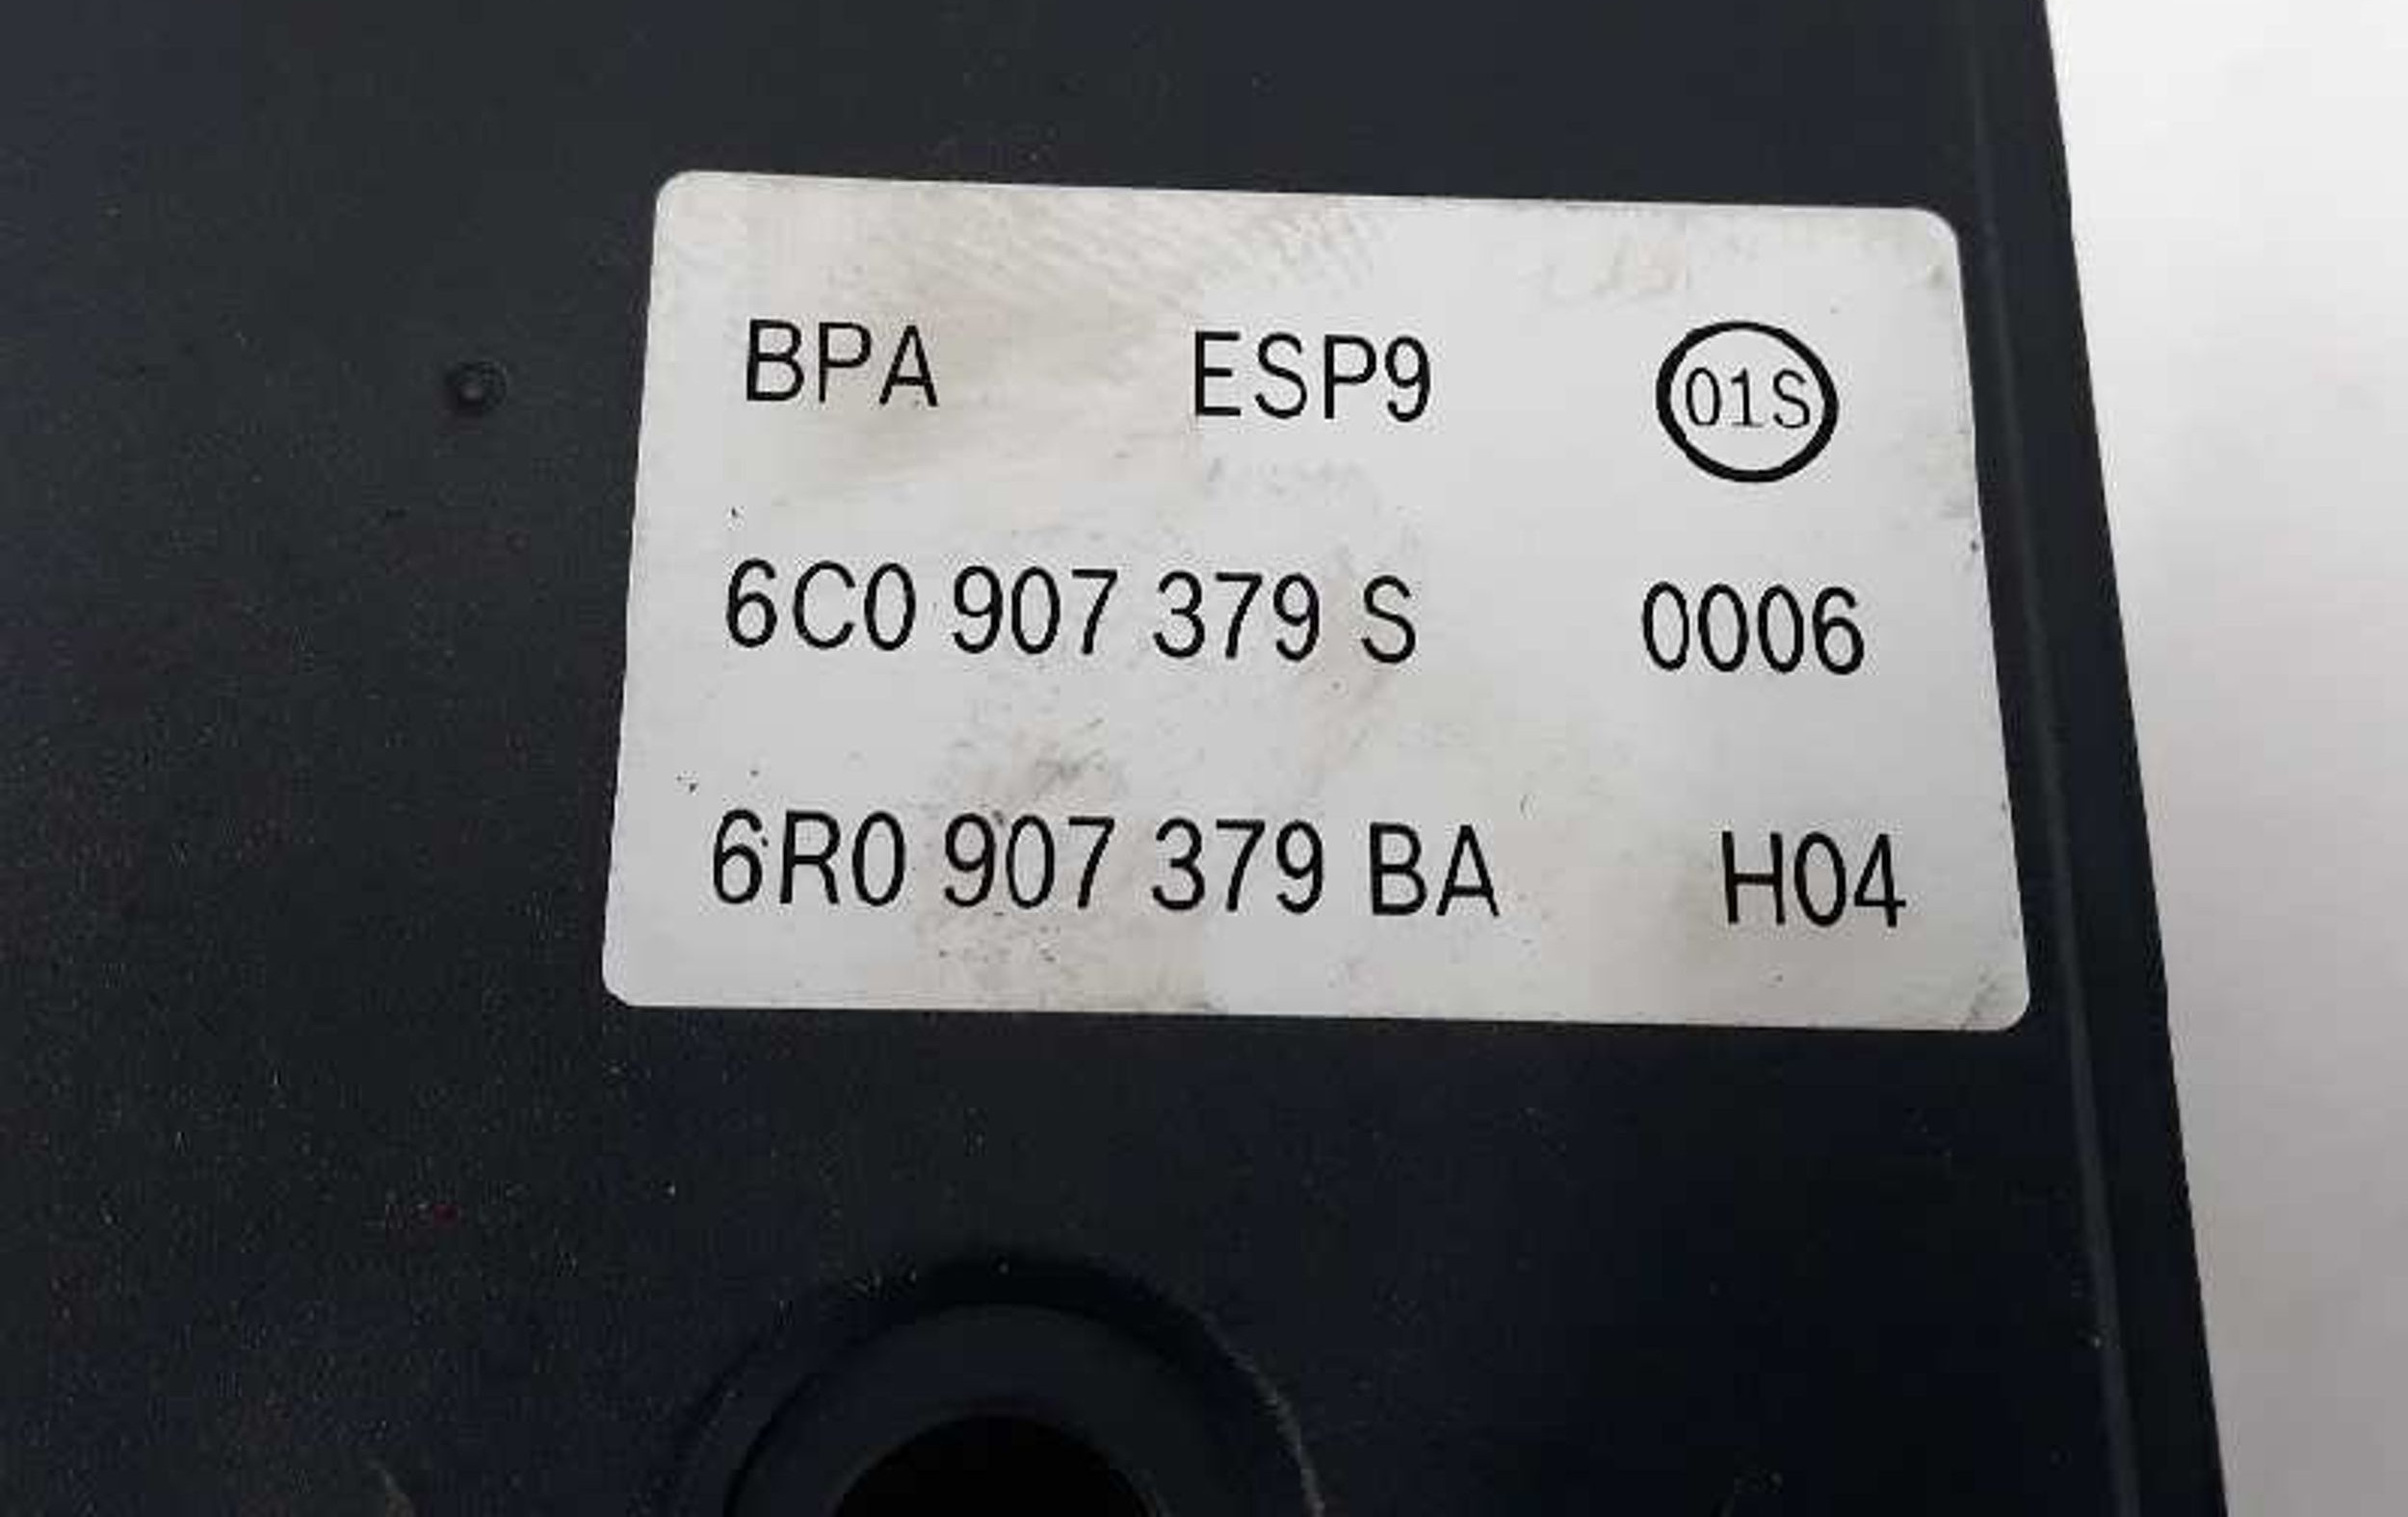 BPA ESP9 01S
6C0 907 379 S 0006
6R0 907 379 BA H04